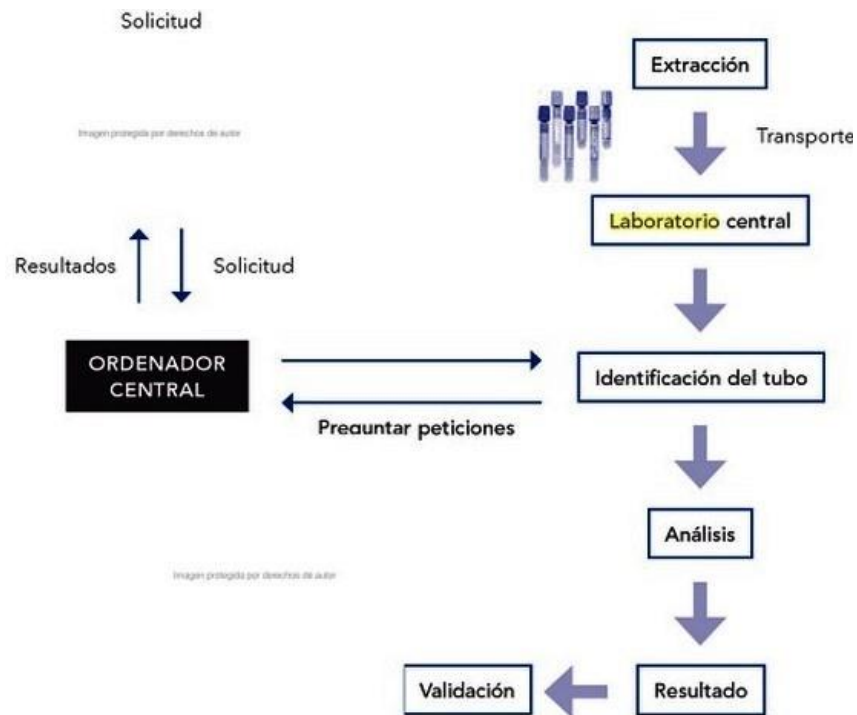 Solicitud
Extracción
Imagen protegida por derechos de autor
Transporte
Laboratorio central
Resultados
Solicitud
ORDENADOR
CENTRAL
Identificación del tubo
Preguntar peticiones
Análisis
Imagen protegida por derechos de autor
Validación
Resultado